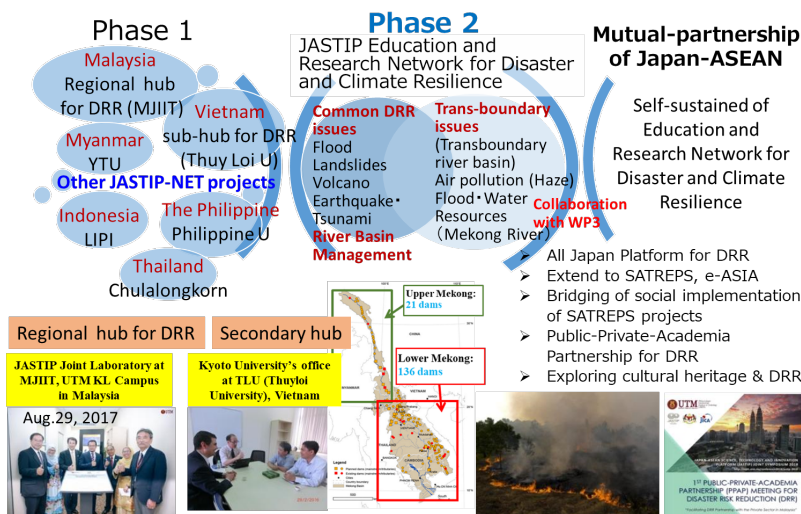 Phase 1
Malaysia
Regional hub
for DRR (MJIIT)
Vietnam
sub-hub for DRR
(Thuy Loi U)
Myanmar
YTU
Other JASTIP-NET projects
Indonesia
LIPI
The Philippine
Philippine U
Thailand
Chulalongkorn
Phase 2
JASTIP Education and
Research Network for Disaster
and Climate Resilience
Common DRR
issues
Flood
Landslides
Volcano
Earthquake・
Tsunami
River Basin
Management
Trans-boundary
issues
(Transboundary
river basin)
Air pollution (Haze)
Flood・Water
Resources
（Mekong River）
Collaboration
with WP3
Mutual-partnership
of Japan-ASEAN
Self-sustained of
Education and
Research Network for
Disaster and Climate
Resilience
➢ All Japan Platform for DRR
➢ Extend to SATREPS, e-ASIA
➢ Bridging of social implementation
of SATREPS projects
➢ Public-Private-Academia
Partnership for DRR
➢ Exploring cultural heritage & DRR
Regional hub for DRR
Secondary hub
JASTIP Joint Laboratory at
MJIIT, UTM KL Campus
in Malaysia
Kyoto University's office
at TLU (Thuyloi
University), Vietnam
Aug.29, 2017
Upper Mekong:
21 dams
Lower Mekong:
136 dams
CHINA
VIETNAM
THAILAND
Legend
UTM
JICA
1ST PUBLIC-PRIVATE-ACADEMIA
PARTNERSHIP (PPAP) MEETING FOR
DISASTER RISK REDUCTION (DRR)